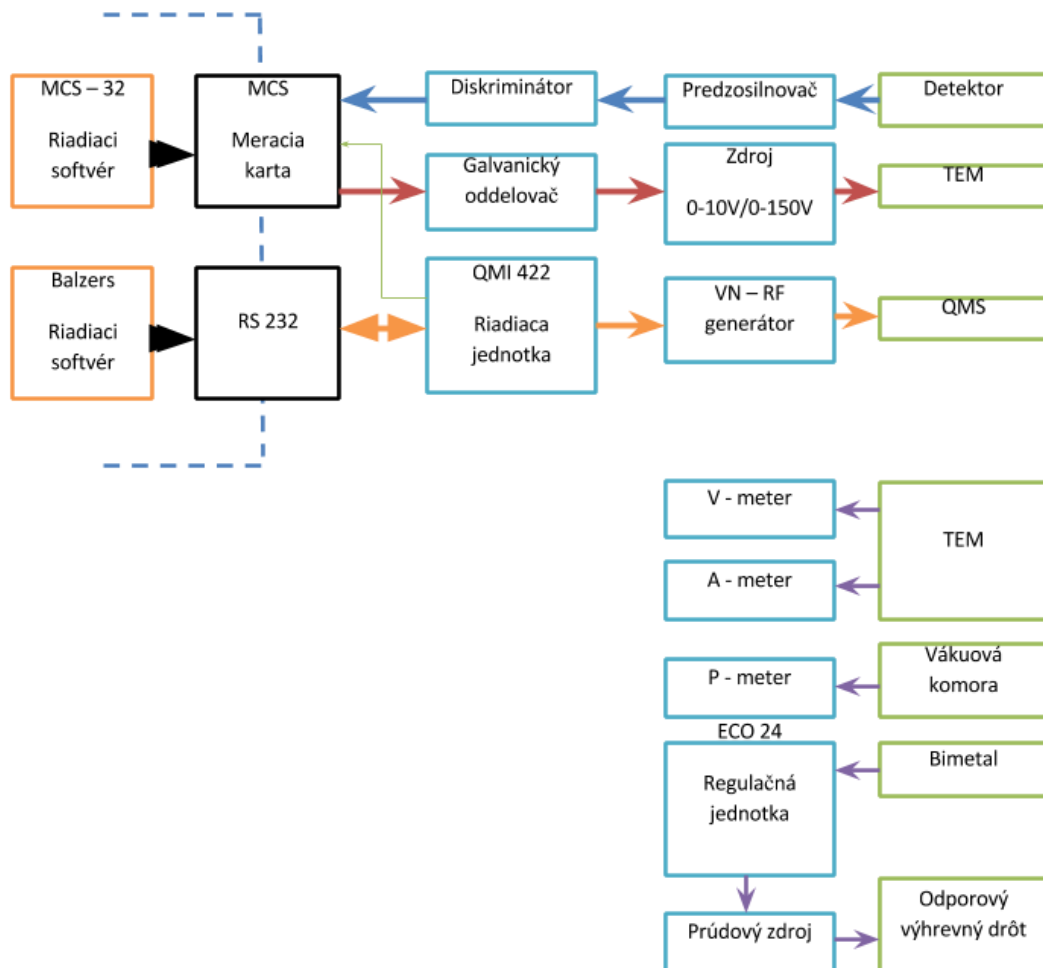 MCS – 32
Riadiaci
softvér
MCS
Meracia
karta
Diskriminátor
Predzosilnovač
Detektor
Galvanický
oddelovač
Zdroj
0-10V/0-150V
TEM
Balzers
Riadiaci
softvér
RS 232
QMI 422
Riadiaca
jednotka
VN – RF
generátor
QMS
V - meter
TEM
A - meter
P - meter
Vákuová
komora
ECO 24
Regulačná
jednotka
Bimetal
Prúdový zdroj
Odporový
výhrevný drôt